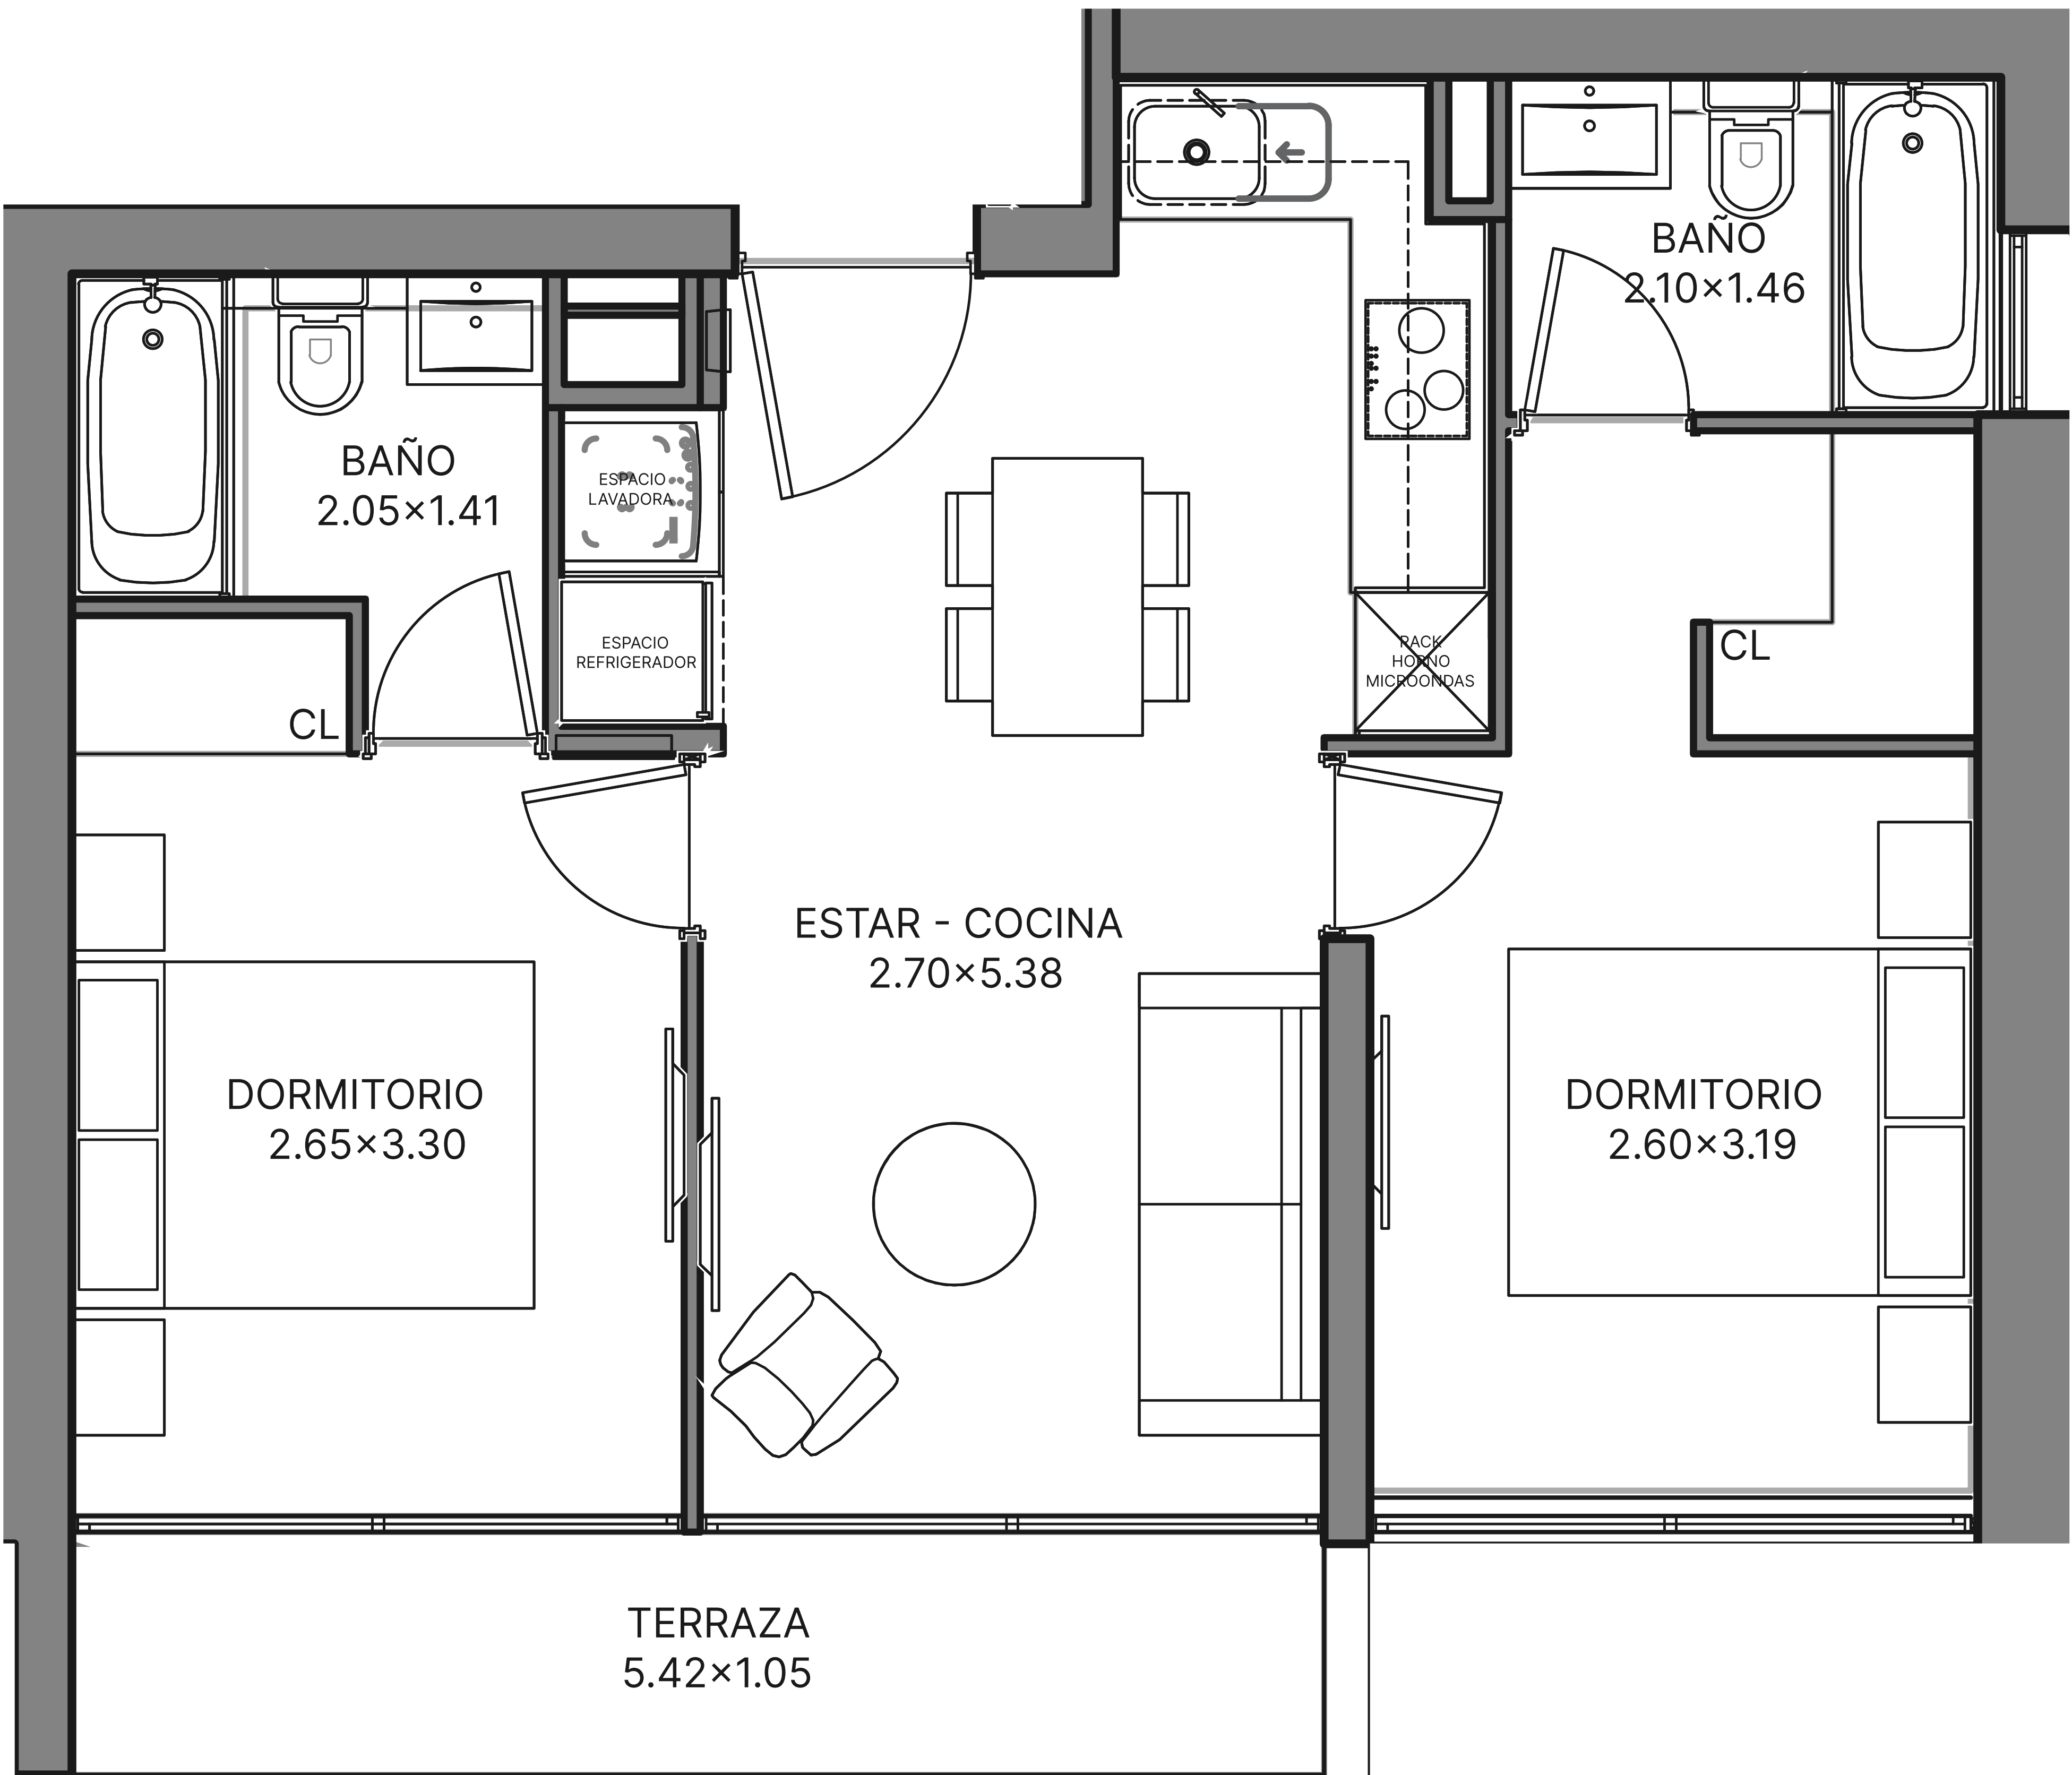 BAÑO
2.10×1.46
BAÑO
2.05×1.41
ESPACIO
LAVADORA
ESPACIO
REFRIGERADOR
RACK
HORNO
MICROONDAS
CL
CL
ESTAR - COCINA
2.70×5.38
DORMITORIO
2.65×3.30
DORMITORIO
2.60×3.19
TERRAZA
5.42×1.05